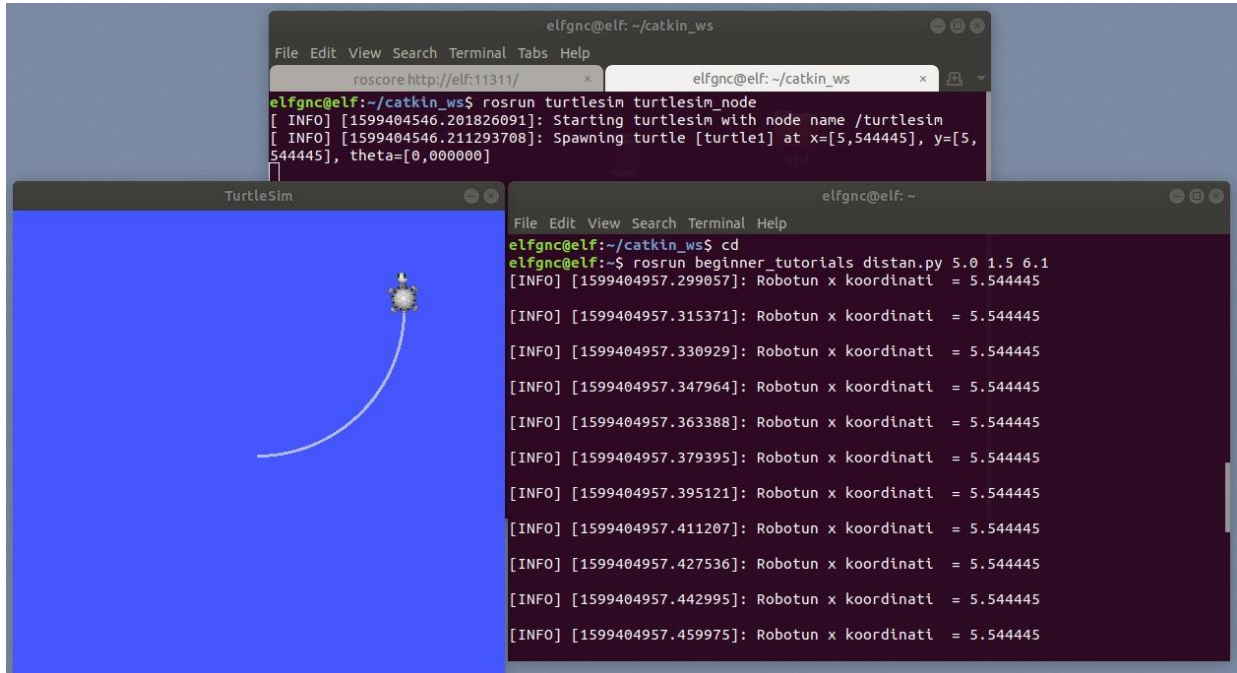 elfgnc@elf: ~/catkin_ws
File Edit View Search Terminal Tabs Help
roscore http://elf:11311/
elfgnc@elf: ~/catkin_ws
elfgnc@elf:~/catkin_ws$ rosrun turtlesim turtlesim_node
[ INFO] [1599404546.201826091]: Starting turtlesim with node name /turtlesim
[ INFO] [1599404546.211293708]: Spawning turtle [turtle1] at x=[5,544445], y=[5,
544445], theta=[0,000000]
TurtleSim
elfgnc@elf: ~
File Edit View Search Terminal Help
elfgnc@elf:~/catkin_ws$ cd
elfgnc@elf:~$ rosrun beginner_tutorials distan.py 5.0 1.5 6.1
[INFO] [1599404957.299057]: Robotun x koordinati  = 5.544445
[INFO] [1599404957.315371]: Robotun x koordinati  = 5.544445
[INFO] [1599404957.330929]: Robotun x koordinati  = 5.544445
[INFO] [1599404957.347964]: Robotun x koordinati  = 5.544445
[INFO] [1599404957.363388]: Robotun x koordinati  = 5.544445
[INFO] [1599404957.379395]: Robotun x koordinati  = 5.544445
[INFO] [1599404957.395121]: Robotun x koordinati  = 5.544445
[INFO] [1599404957.411207]: Robotun x koordinati  = 5.544445
[INFO] [1599404957.427536]: Robotun x koordinati  = 5.544445
[INFO] [1599404957.442995]: Robotun x koordinati  = 5.544445
[INFO] [1599404957.459975]: Robotun x koordinati  = 5.544445